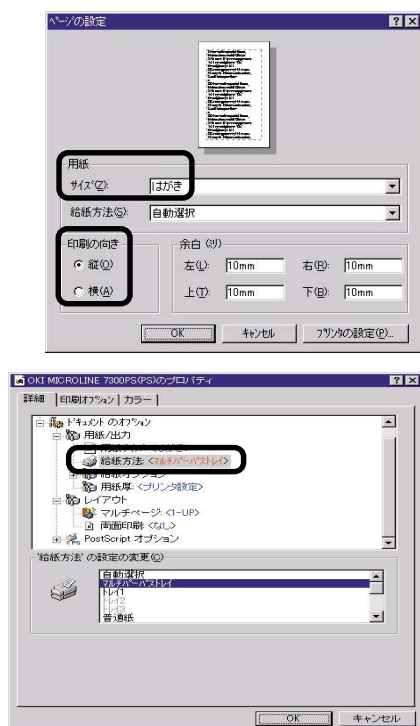 ページの設定
用紙
サイズ(Z): はがき
給紙方法(S): 自動選択
印刷の向き
縦(O)
横(A)
余白 (ミリ)
左(L): 10mm 右(R): 10mm
上(T): 10mm 下(B): 10mm
OK キャンセル プリンタの設定(P)...
OKI MICROLINE 7300PS(PS)のプロパティ
詳細 印刷オプション カラー
ドキュメント のオプション
用紙/出力
給紙方法: <マルチパーパストレイ>
給紙オプション
用紙厚: <プリンタ設定>
レイアウト
マルチページ: <1-UP>
両面印刷: <なし>
PostScript オプション
'給紙方法' の設定の変更(C)
自動選択
マルチパーパストレイ
トレイ1
トレイ2
トレイ3
普通紙
OK キャンセル